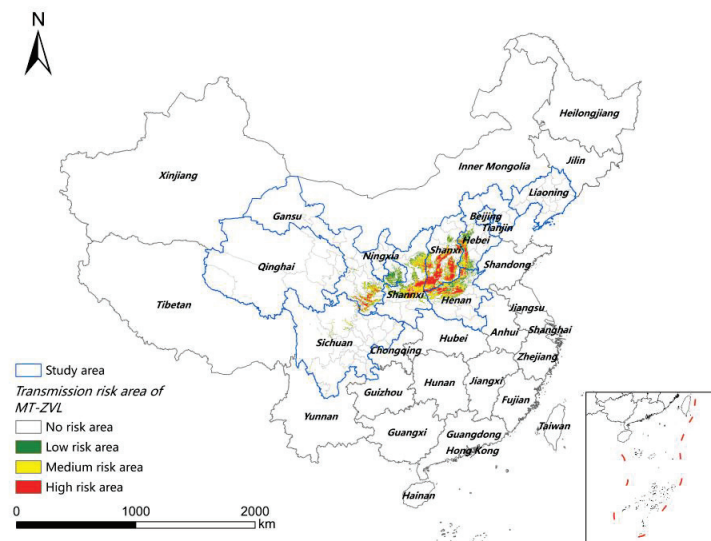 N
Heilongjiang
Jilin
Inner Mongolia
Xinjiang
Liaoning
Beijing
Tianjin
Gansu
Hebei
Shanxi
Ningxia
Qinghai
Shandong
Shannxi
Henan
Tibetan
Jiangsu
Sichuan
Anhui
Shanghai
Hubei
Chongqing
Zhejiang
Hunan
Jiangxi
Guizhou
Fujian
Yunnan
Taiwan
Guangxi
Guangdong
Hong Kong
Hainan
Study area
Transmission risk area of
MT-ZVL
No risk area
Low risk area
Medium risk area
High risk area
0 1000 2000
km